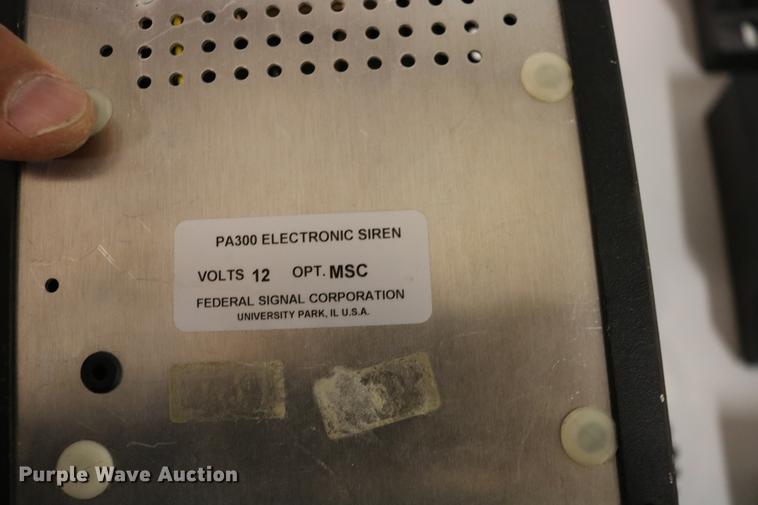 PA300 ELECTRONIC SIREN
VOLTS 12 OPT. MSC
FEDERAL SIGNAL CORPORATION
UNIVERSITY PARK, IL U.S.A.
Purple Wave Auction